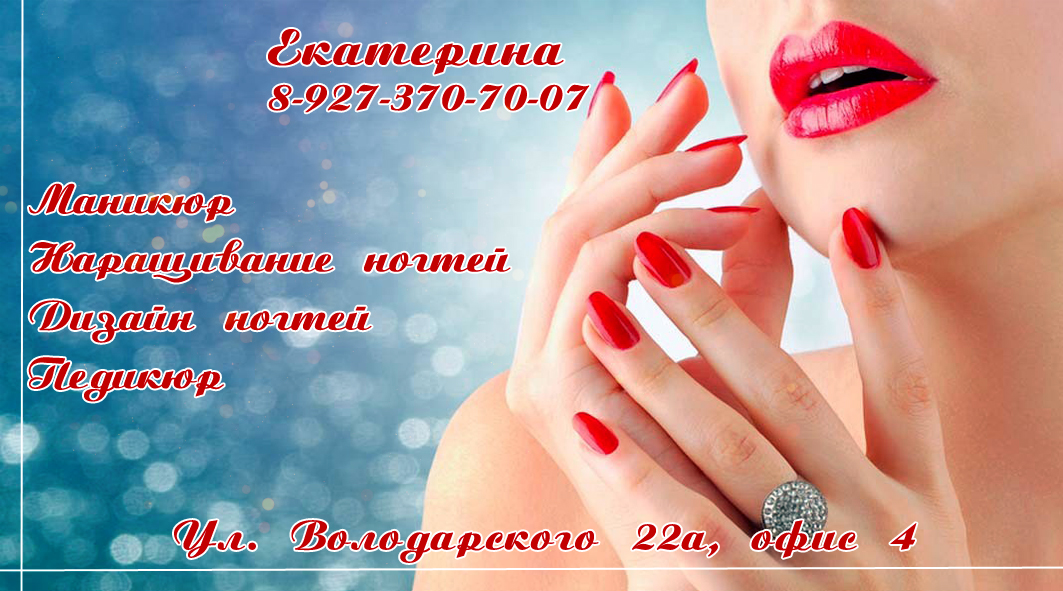 Екатерина
8-927-370-70-07
Маникюр
Наращивание ногтей
Дизайн ногтей
Педикюр
Ул. Володарского 22а, офис 4